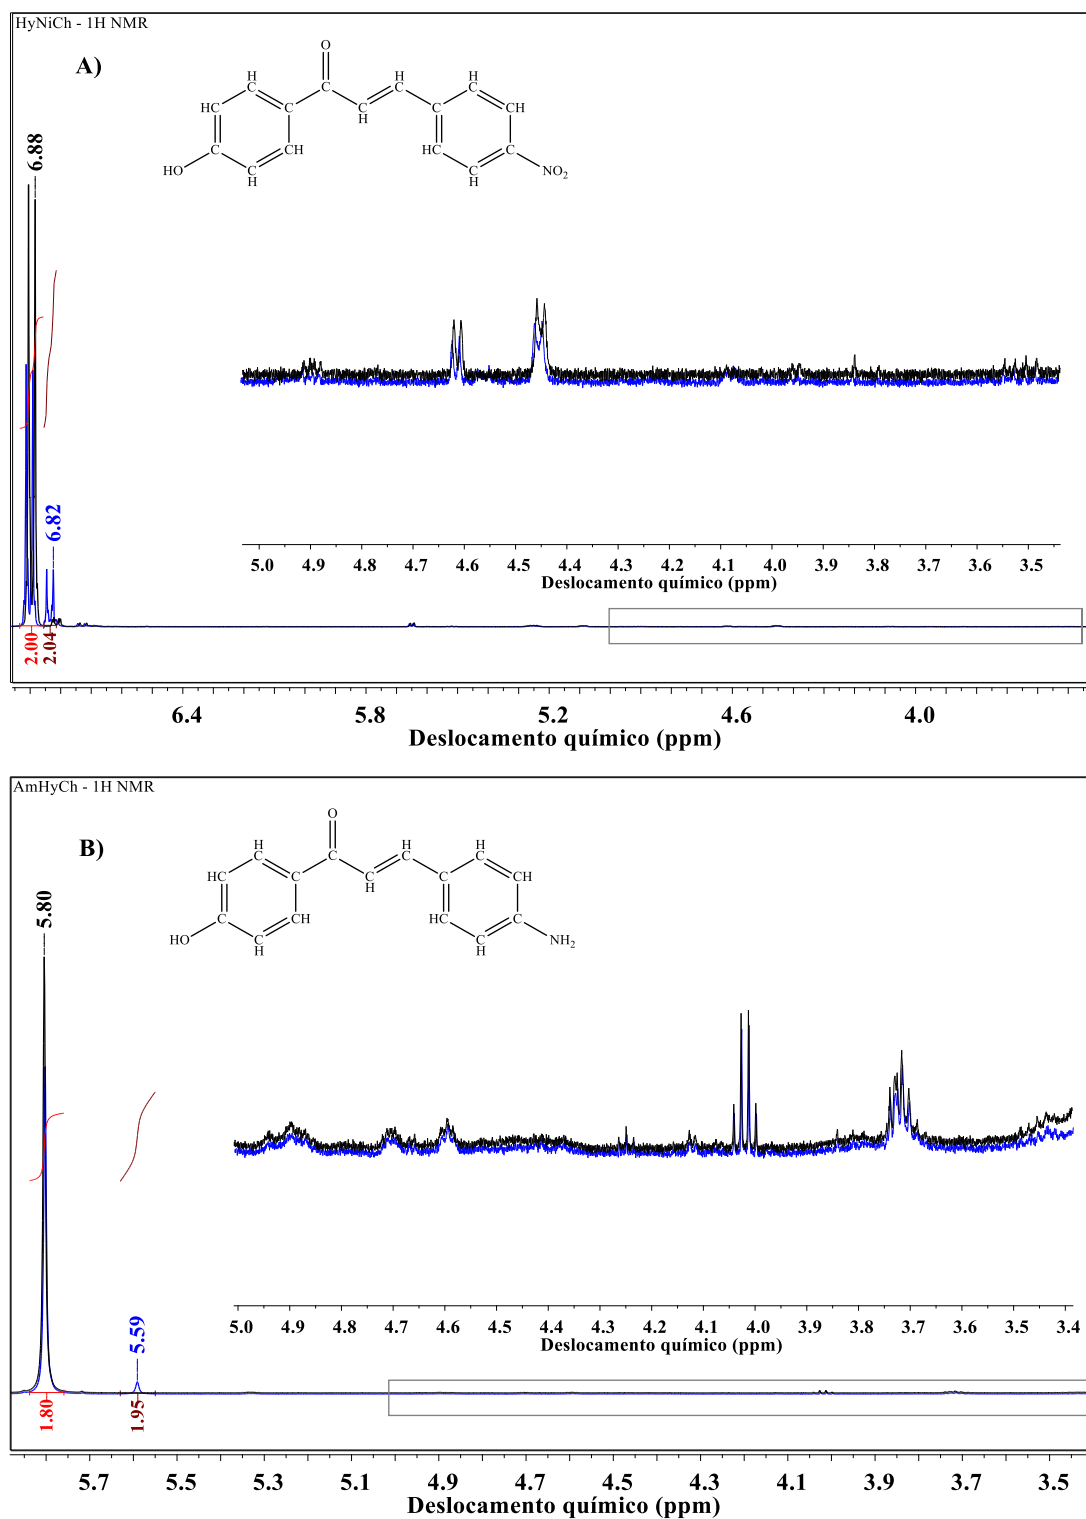 HyNiCh - 1H NMR
A)
O
H
C
H
H
HC
C
C
C
C
H
CH
HO
C
C
H
CH
HC
C
H
C
NO2
6.88
6.82
2.00
2.04
5.0 4.9 4.8 4.7 4.6 4.5 4.4 4.3 4.2 4.1 4.0 3.9 3.8 3.7 3.6 3.5
Deslocamento químico (ppm)
6.4 5.8 5.2 4.6 4.0
Deslocamento químico (ppm)
AmHyCh - 1H NMR
B)
O
H
C
H
H
HC
C
C
C
C
H
CH
HO
C
C
H
CH
HC
C
H
C
NH2
5.80
5.59
1.80
1.95
5.0 4.9 4.8 4.7 4.6 4.5 4.4 4.3 4.2 4.1 4.0 3.9 3.8 3.7 3.6 3.5 3.4
Deslocamento químico (ppm)
5.7 5.5 5.3 5.1 4.9 4.7 4.5 4.3 4.1 3.9 3.7 3.5
Deslocamento químico (ppm)